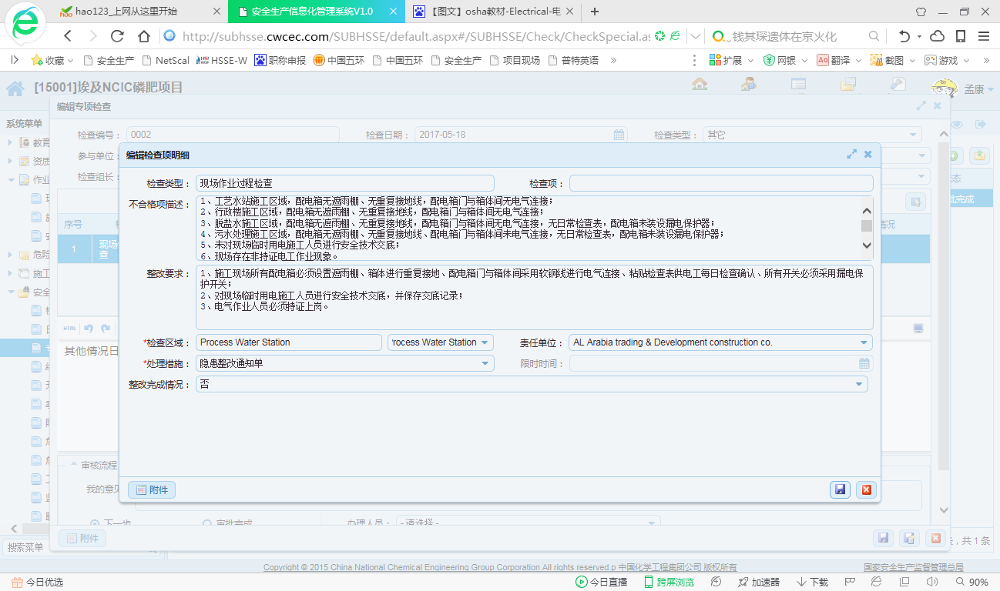 hao123_上网从这里开始
安全生产信息化管理系统V1.0
【图文】osha教材-Electrical-电
http://subhsse.cwcec.com/SUBHSSE/default.aspx#/SUBHSSE/Check/CheckSpecial.as
钱其琛遗体在京火化
收藏 安全生产 NetScal HSSE-W 职称申报 中国五环 中国五环 安全生产 项目现场 普特英语 » 扩展 网银 翻译 截图 游戏 »
[15001]埃及NCIC磷肥项目
孟康
编辑专项检查
系统菜单
检查编号： 0002 检查日期： 2017-05-18 检查类型： 其它
参与单位：
检查组长：
教育
资质
作业
危险
施工
安全
序号
1
现场
查
编辑检查项明细
检查类型： 现场作业过程检查 检查项：
不合格项描述：
1、工艺水站施工区域，配电箱无遮雨棚、无重复接地线，配电箱门与箱体间无电气连接；
2、行政楼施工区域，配电箱无遮雨棚、无重复接地线，配电箱门与箱体间无电气连接；
3、脱盐水施工区域，配电箱无遮雨棚、无重复接地线，配电箱门与箱体间无电气连接，无日常检查表，配电箱未装设漏电保护器；
4、污水处理施工区域，配电箱无遮雨棚、无重复接地线、配电箱门与箱体间未电气连接，无日常检查表，配电箱未装设漏电保护器；
5、未对现场临时用电施工人员进行安全技术交底；
6、现场存在非持证电工作业现象。
整改要求：
1、施工现场所有配电箱必须设置遮雨棚、箱体进行重复接地、配电箱门与箱体间采用软铜线进行电气连接、粘贴检查表供电工每日检查确认、所有开关必须采用漏电保
护开关；
2、对现场临时用电施工人员进行安全技术交底，并保存交底记录；
3、电气作业人员必须持证上岗。
*检查区域： Process Water Station rocess Water Station 责任单位： AL Arabia trading & Development construction co.
*处理措施： 隐患整改通知单 限时时间：
整改完成情况： 否
附件
态
批完成
情况
HTML
其他情况日
审核流程
我的意见
下一步 审批完成 办理人员： - 请选择 -
附件
搜索菜单
，共 1 条
Copyright © 2015 China National Chemical Engineering Group Corporation All rights reserved.p 中国化学工程集团公司 版权所有
国家安全生产监督管理总局
今日优选 今日直播 跨屏浏览 加速器 下载 90%